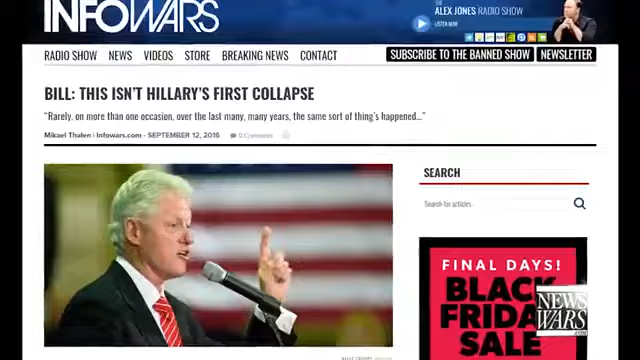 INFOWARS
THE
ALEX JONES RADIO SHOW
LISTEN NOW
RADIO SHOW NEWS VIDEOS STORE BREAKING NEWS CONTACT
SUBSCRIBE TO THE BANNED SHOW NEWSLETTER
BILL: THIS ISN'T HILLARY'S FIRST COLLAPSE
"Rarely, on more than one occasion, over the last many, many years, the same sort of thing's happened..."
Mikael Thalen | Infowars.com - SEPTEMBER 12, 2016 0 Comments
SEARCH
Search for articles
FINAL DAYS!
BLACK
FRIDA
SALE
NEWS
WARS
.COM